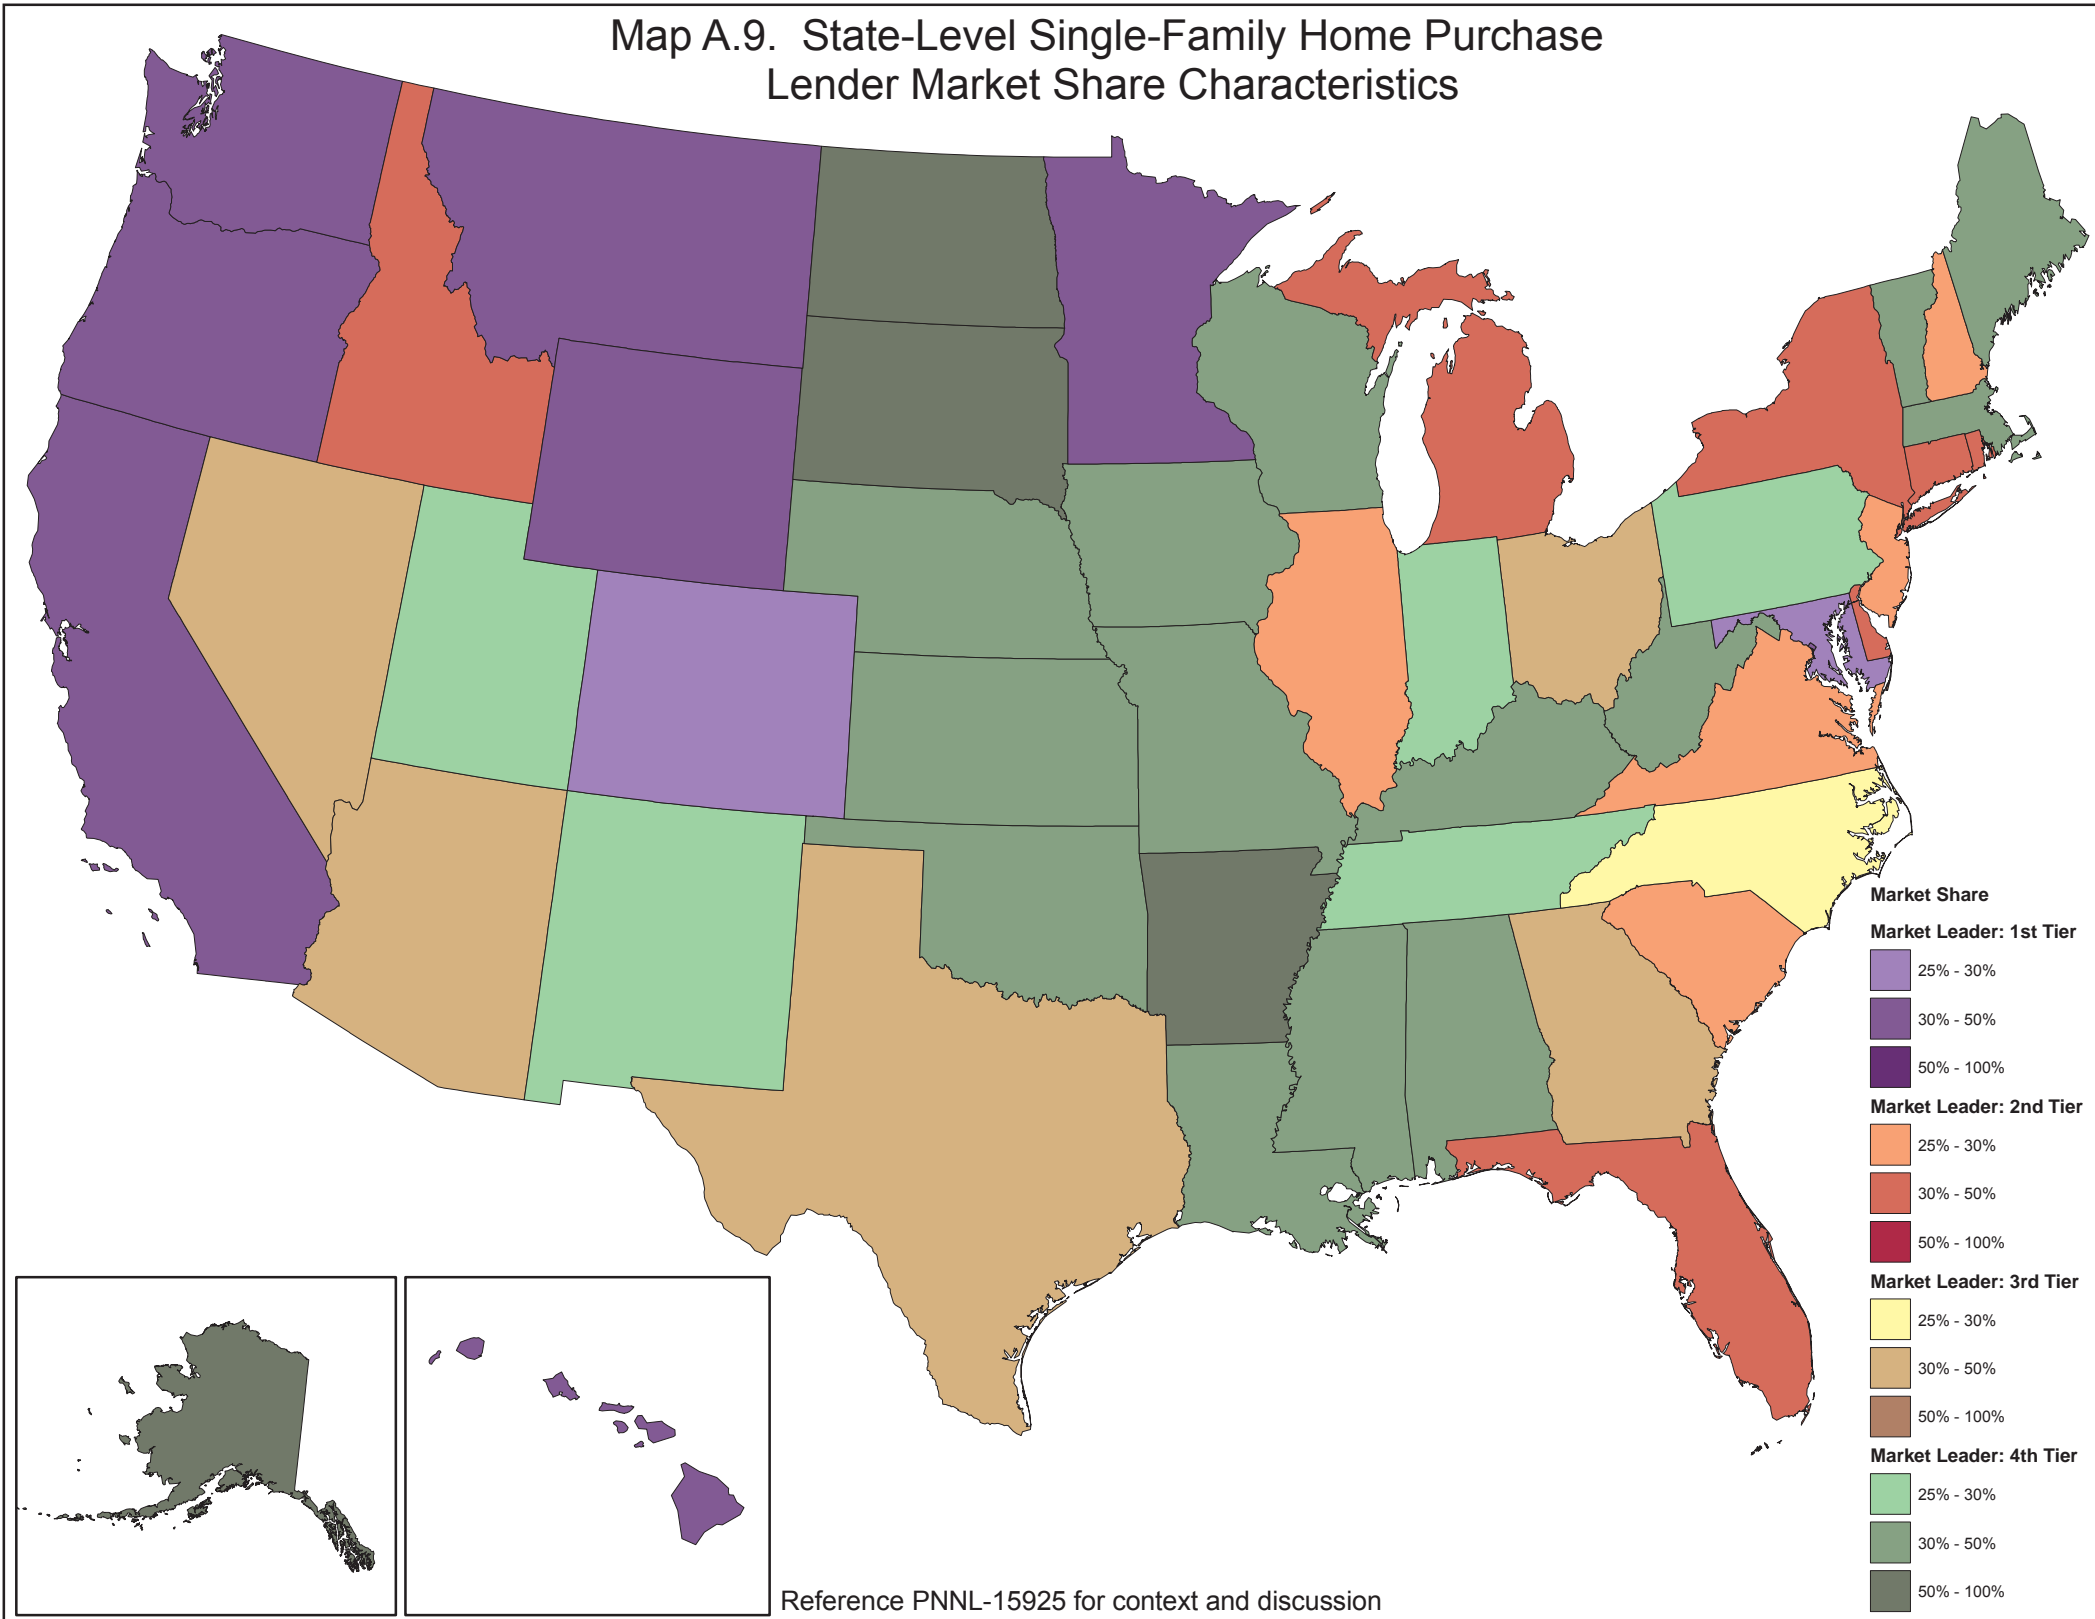 Map A.9.  State-Level Single-Family Home Purchase
Lender Market Share Characteristics
Market Share
Market Leader: 1st Tier
25% - 30%
30% - 50%
50% - 100%
Market Leader: 2nd Tier
25% - 30%
30% - 50%
50% - 100%
Market Leader: 3rd Tier
25% - 30%
30% - 50%
50% - 100%
Market Leader: 4th Tier
25% - 30%
30% - 50%
50% - 100%
Reference PNNL-15925 for context and discussion